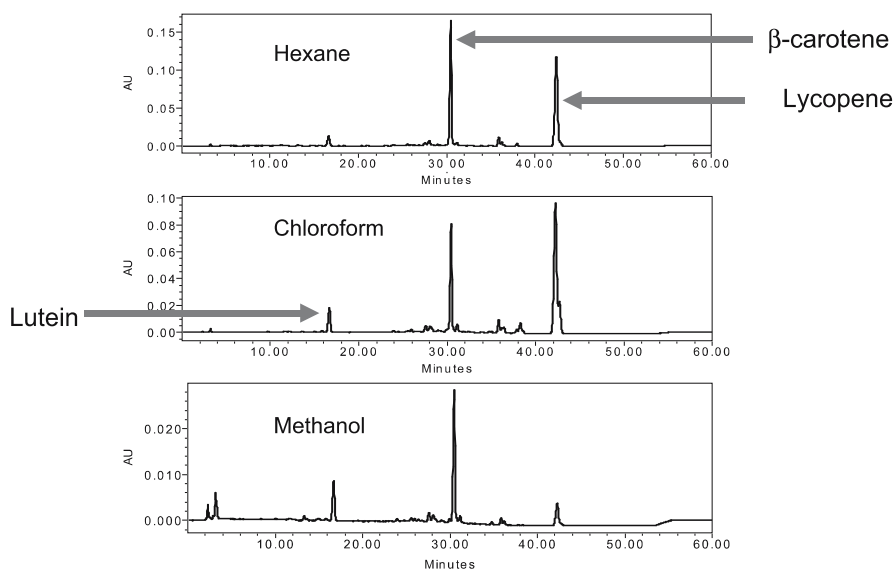 Hexane
β-carotene
Lycopene
AU
0.15
0.10
0.05
0.00
10.00 20.00 30.00 40.00 50.00 60.00
Minutes
Chloroform
Lutein
AU
0.10
0.08
0.06
0.04
0.02
0.00
10.00 20.00 30.00 40.00 50.00 60.00
Minutes
Methanol
AU
0.020
0.010
0.000
10.00 20.00 30.00 40.00 50.00 60.00
Minutes